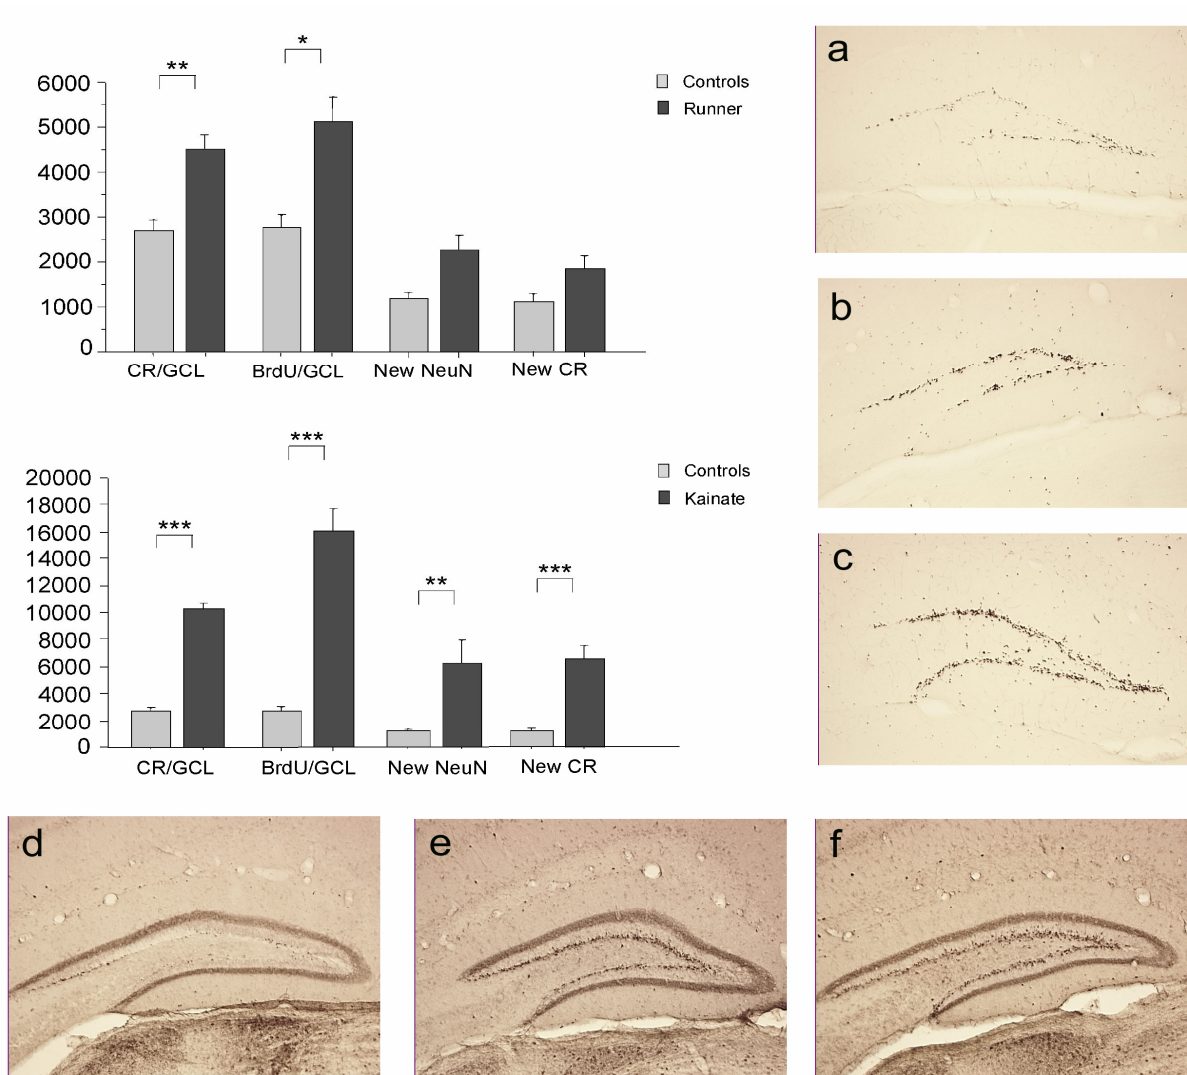 *
**
6000
5000
4000
3000
2000
1000
0
CR/GCL BrdU/GCL New NeuN New CR
Controls
Runner
***
***
**
***
20000
18000
16000
14000
12000
10000
8000
6000
4000
2000
0
CR/GCL BrdU/GCL New NeuN New CR
Controls
Kainate
a
b
c
d
e
f